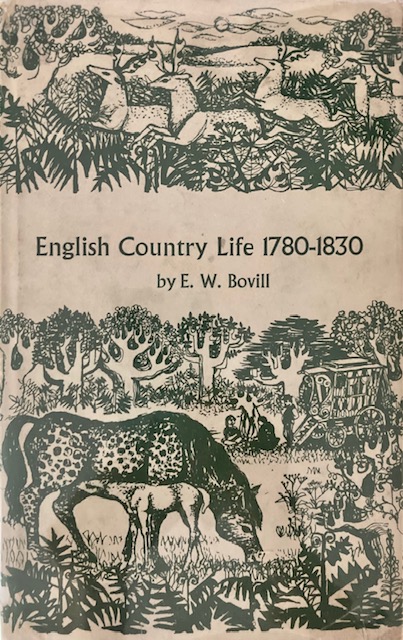 English Country Life 1780-1830
by E. W. Bovill